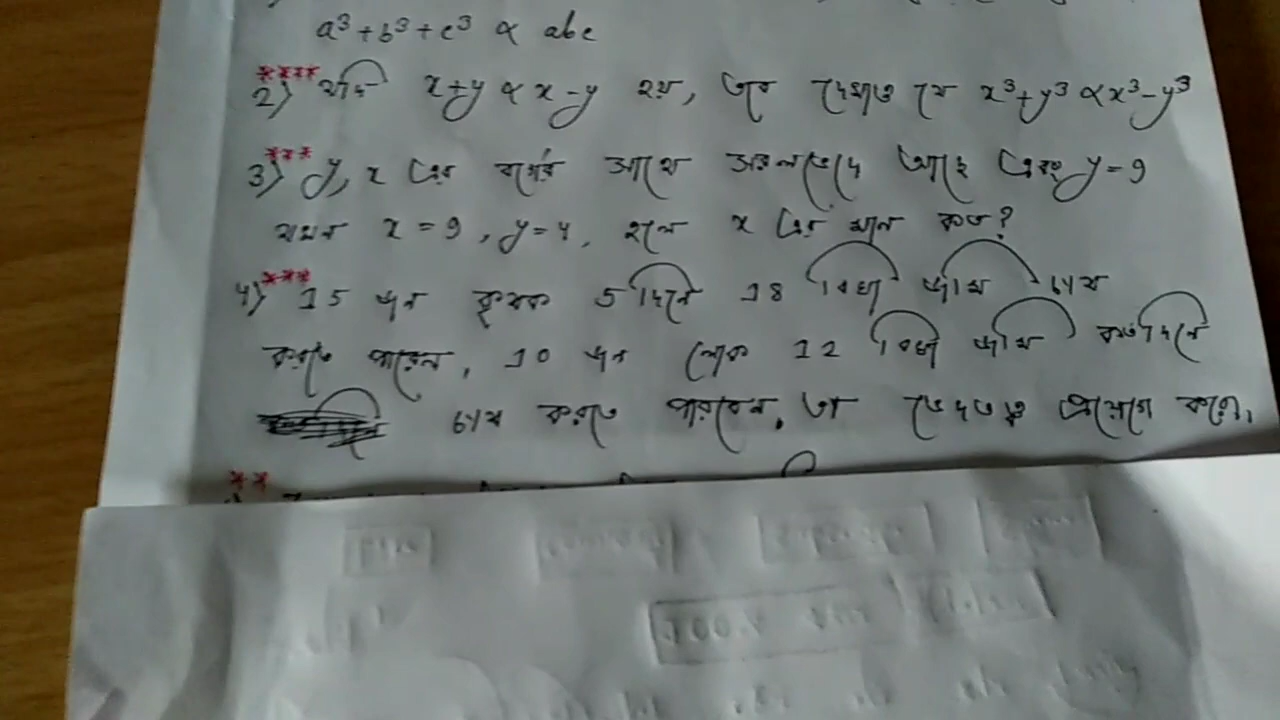 a³+b³+c³ ∝ abc
**** 2) যদি x+y ∝ x-y হয়, তবে দেখাও যে x³+y³ ∝ x³-y³
*** 3) y, x এর বর্গের সাথে সরলভেদে আছে এবং y = 9
যখন x = 9, y = 4, হলে x এর মান কত?
*** 4) 15 জন কৃষক 5 দিনে 18 বিঘা জমি চাষ
করতে পারেন, 10 জন লোক 12 বিঘা জমি কতদিনে
চাষ করতে পারবেন, তা ভেদতত্ত্ব প্রয়োগ করে,
**